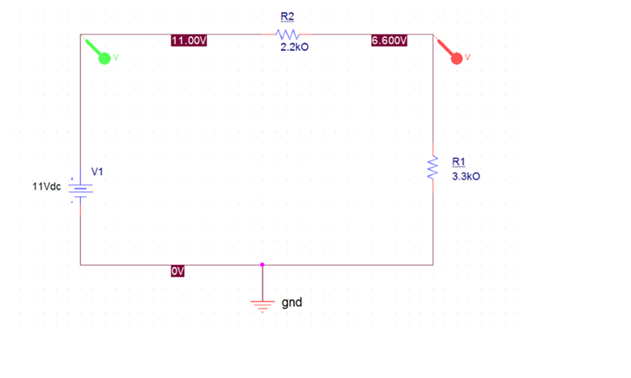 R2
11.00V
2.2kO
6.600V
V
V
V1
11Vdc
R1
3.3kO
0V
gnd